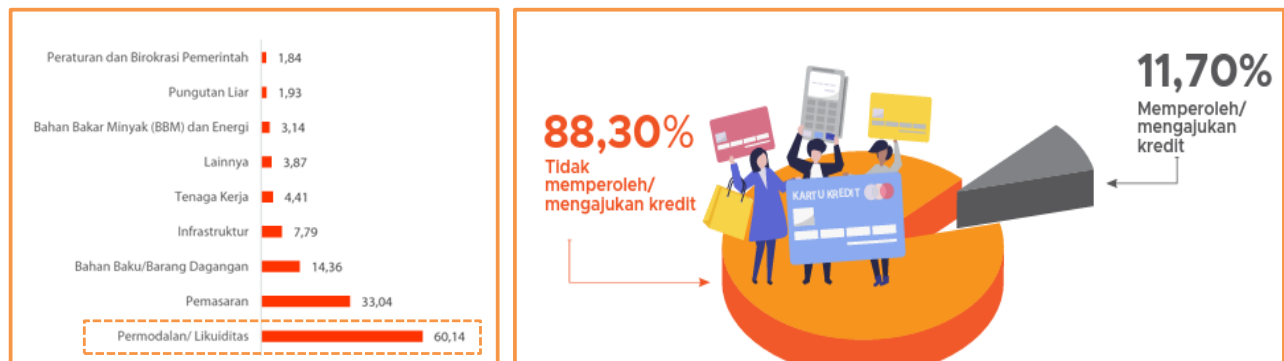 Peraturan dan Birokrasi Pemerintah 1,84
Pungutan Liar 1,93
Bahan Bakar Minyak (BBM) dan Energi 3,14
Lainnya 3,87
Tenaga Kerja 4,41
Infrastruktur 7,79
Bahan Baku/Barang Dagangan 14,36
Pemasaran 33,04
Permodalan/ Likuiditas 60,14
88,30%
Tidak
memperoleh/
mengajukan kredit
KARTU KREDIT
11,70%
Memperoleh/
mengajukan
kredit